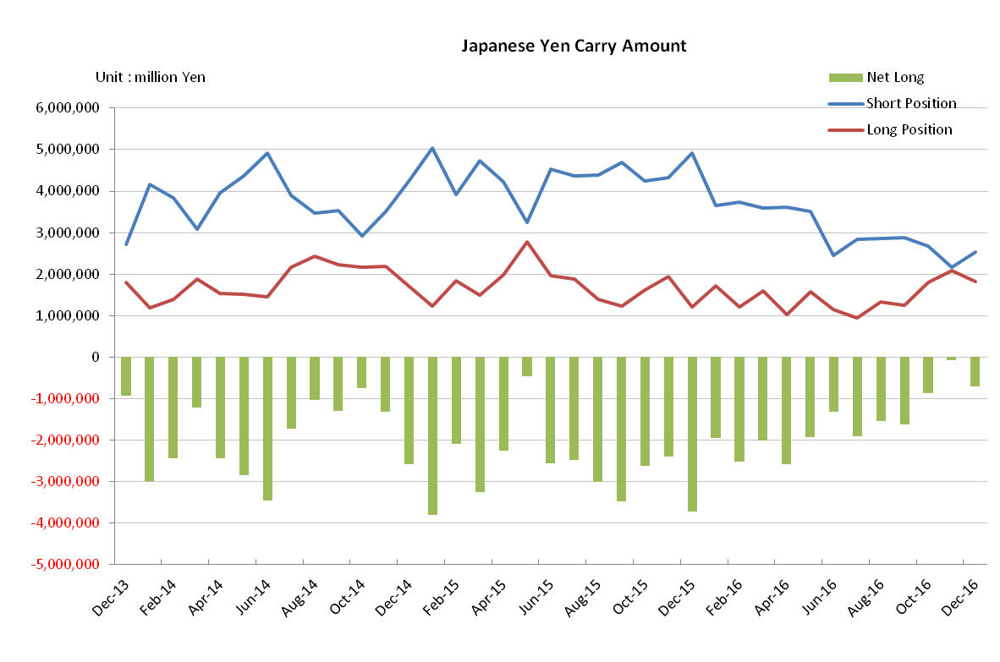 Japanese Yen Carry Amount
Unit : million Yen
Net Long
Short Position
Long Position
6,000,000
5,000,000
4,000,000
3,000,000
2,000,000
1,000,000
0
-1,000,000
-2,000,000
-3,000,000
-4,000,000
-5,000,000
Dec-13
Feb-14
Apr-14
Jun-14
Aug-14
Oct-14
Dec-14
Feb-15
Apr-15
Jun-15
Aug-15
Oct-15
Dec-15
Feb-16
Apr-16
Jun-16
Aug-16
Oct-16
Dec-16